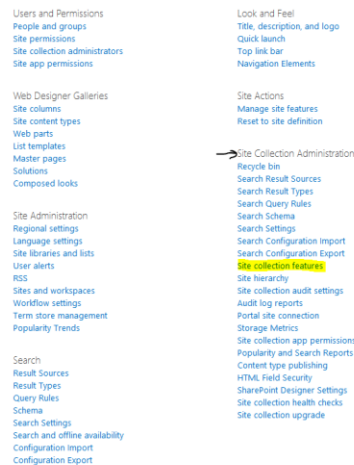 Users and Permissions
People and groups
Site permissions
Site collection administrators
Site app permissions
Web Designer Galleries
Site columns
Site content types
Web parts
List templates
Master pages
Solutions
Composed looks
Site Administration
Regional settings
Language settings
Site libraries and lists
User alerts
RSS
Sites and workspaces
Workflow settings
Term store management
Popularity Trends
Search
Result Sources
Result Types
Query Rules
Schema
Search Settings
Search and offline availability
Configuration Import
Configuration Export
Look and Feel
Title, description, and logo
Quick launch
Top link bar
Navigation Elements
Site Actions
Manage site features
Reset to site definition
Site Collection Administration
Recycle bin
Search Result Sources
Search Result Types
Search Query Rules
Search Schema
Search Settings
Search Configuration Import
Search Configuration Export
Site collection features
Site hierarchy
Site collection audit settings
Audit log reports
Portal site connection
Storage Metrics
Site collection app permissions
Popularity and Search Reports
Content type publishing
HTML Field Security
SharePoint Designer Settings
Site collection health checks
Site collection upgrade